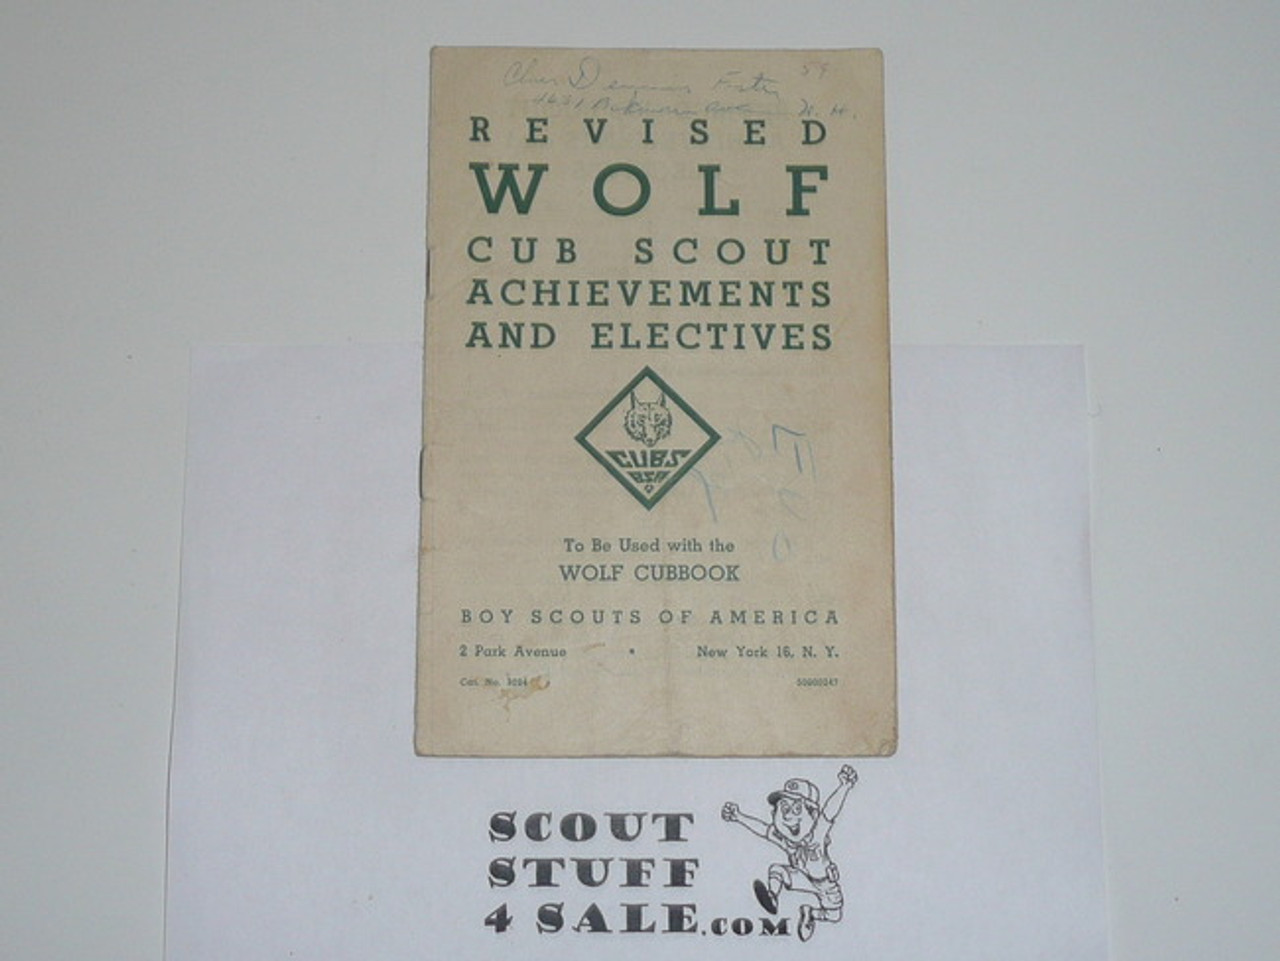 59
REVISED
WOLF
CUB SCOUT
ACHIEVEMENTS
AND ELECTIVES
CUBS
BSA
To Be Used with the
WOLF CUBBOOK
BOY SCOUTS OF AMERICA
2 Park Avenue • New York 16, N. Y.
Cat. No.
SCOUT
STUFF
4 SALE.COM